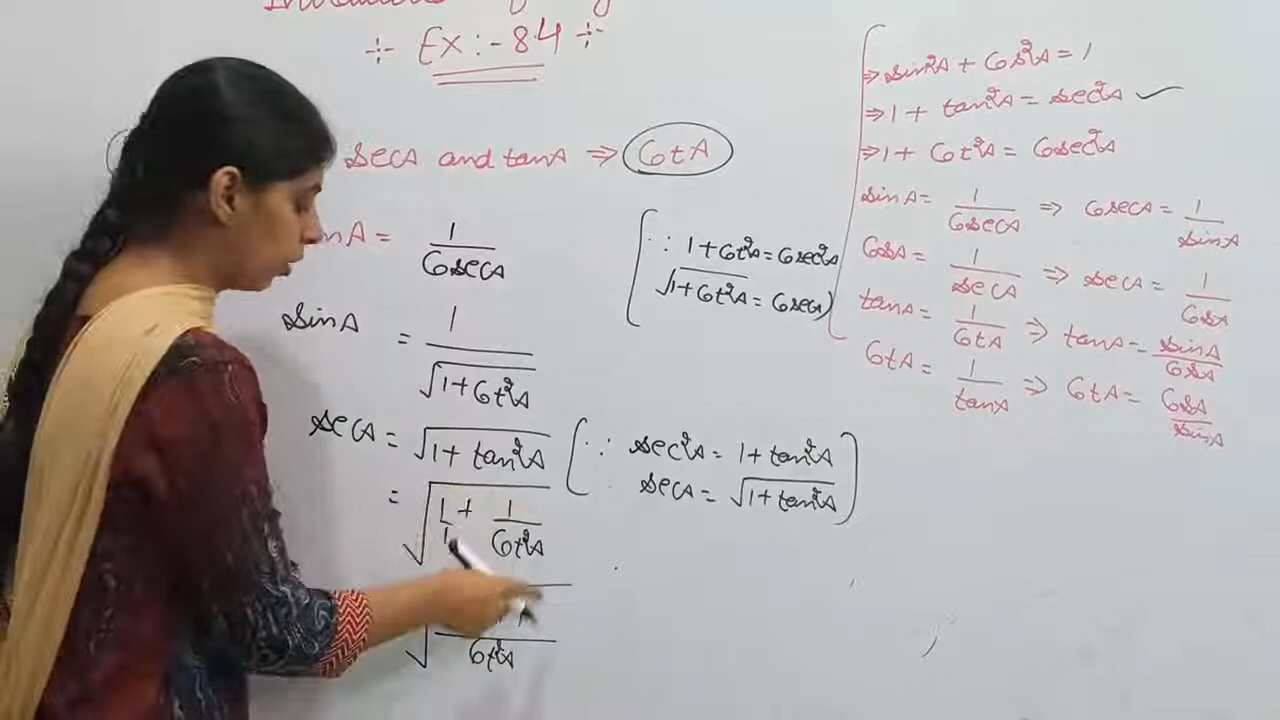 Ex :- 8.4
secA and tanA ⇒ CotA
A = 1/CosecA
[∵ 1+Cot²A = Cosec²A
√1+Cot²A = CosecA]
SinA = 1/√1+Cot²A
SecA = √1+tan²A [∵ sec²A = 1+tan²A
secA = √1+tan²A]
= √1/1 + 1/Cot²A
Cot²A
⇒ sin²A + Cos²A = 1
⇒ 1 + tan²A = sec²A ✓
⇒ 1 + Cot²A = Cosec²A
sinA = 1/CosecA ⇒ CosecA = 1/sinA
CosA = 1/secA ⇒ secA = 1/CosA
tanA = 1/CotA ⇒ tanA = sinA/CosA
CotA = 1/tanA ⇒ CotA = CosA/sinA